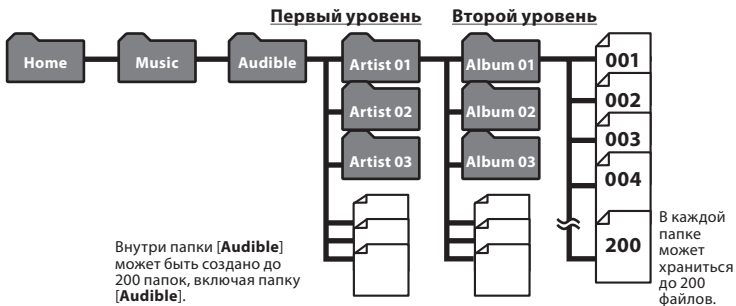 Первый уровень Второй уровень
Home Music Audible Artist 01 Album 01 001
Artist 02 Album 02 002
Artist 03 Album 03 003
004
200
Внутри папки [Audible]
может быть создано до
200 папок, включая папку
[Audible].
В каждой
папке
может
храниться
до 200
файлов.